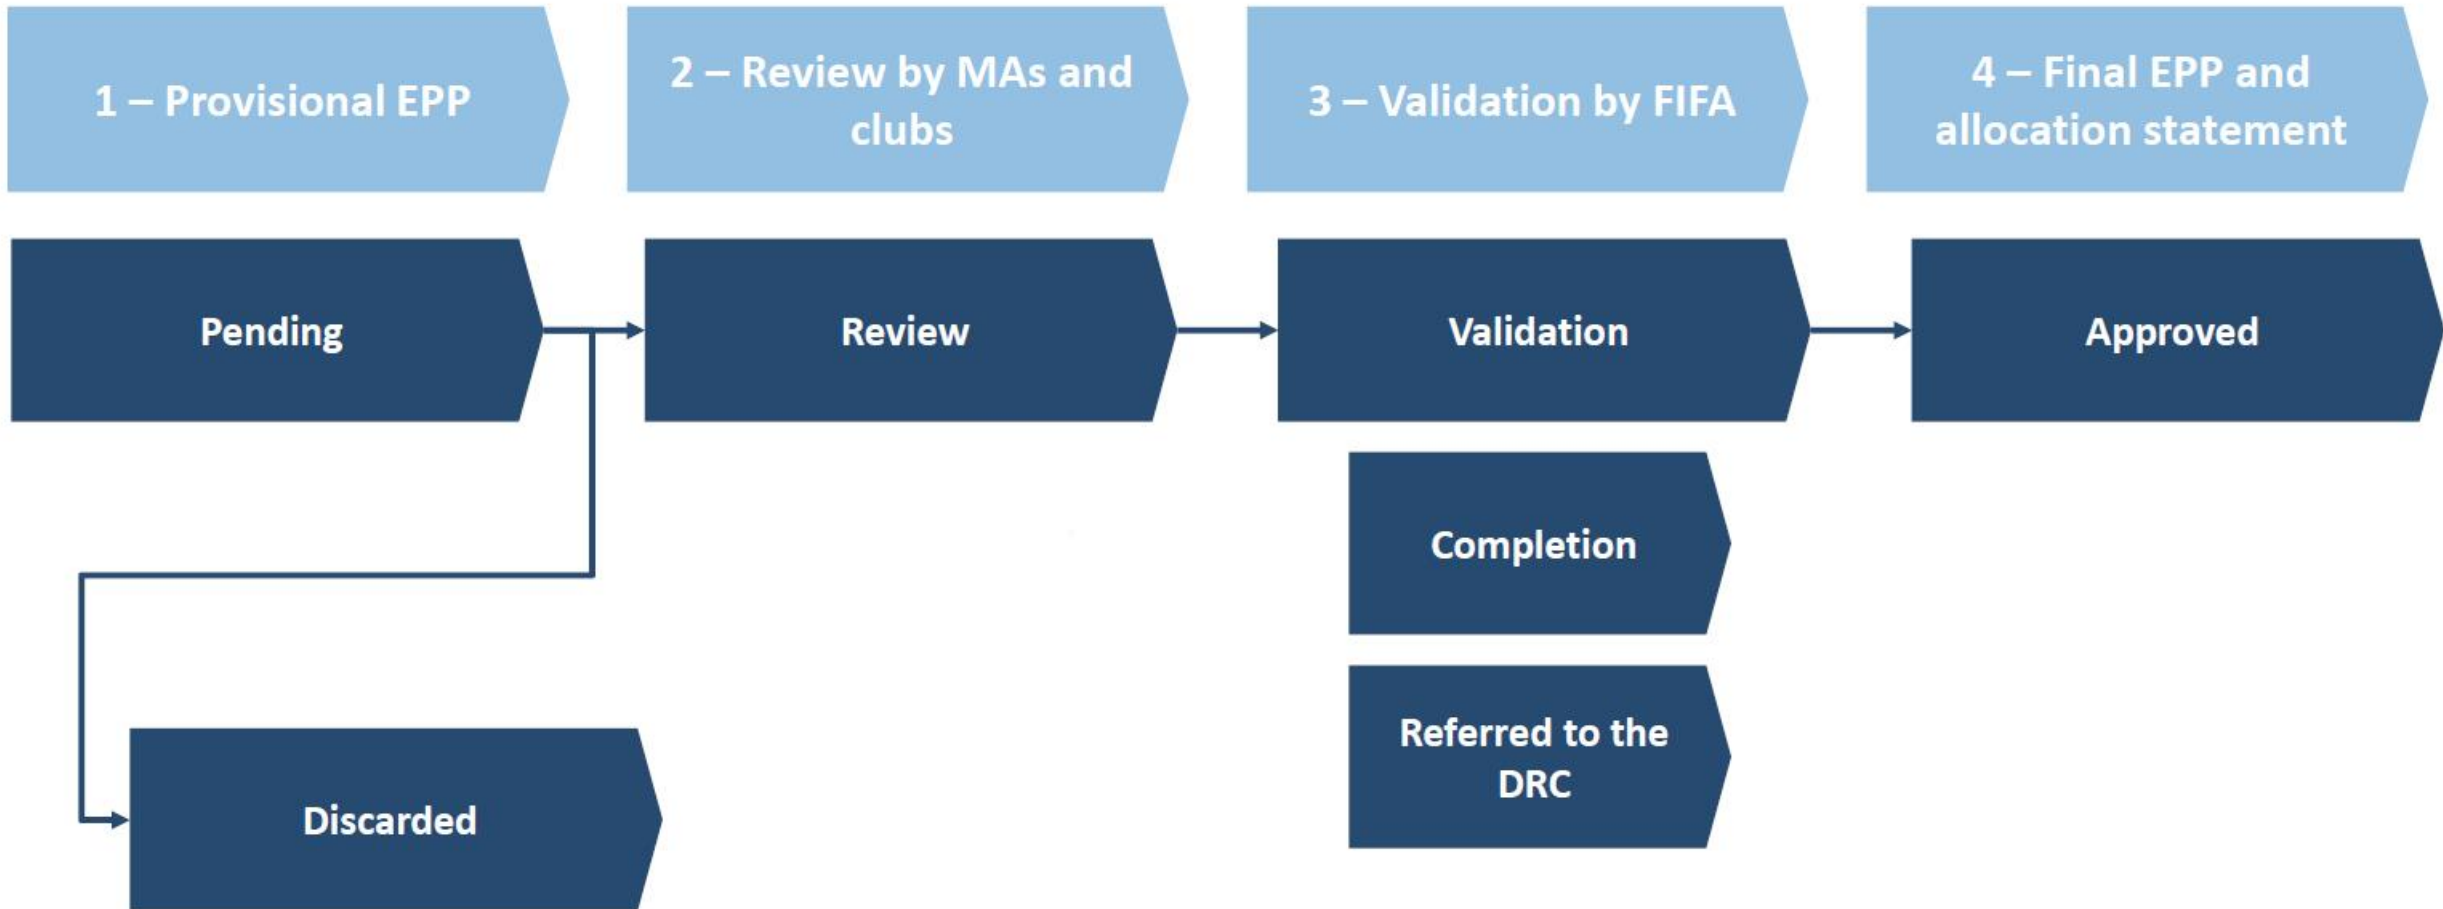 1 – Provisional EPP
2 – Review by MAs and
clubs
3 – Validation by FIFA
4 – Final EPP and
allocation statement
Pending
Review
Validation
Approved
Completion
Referred to the
DRC
Discarded